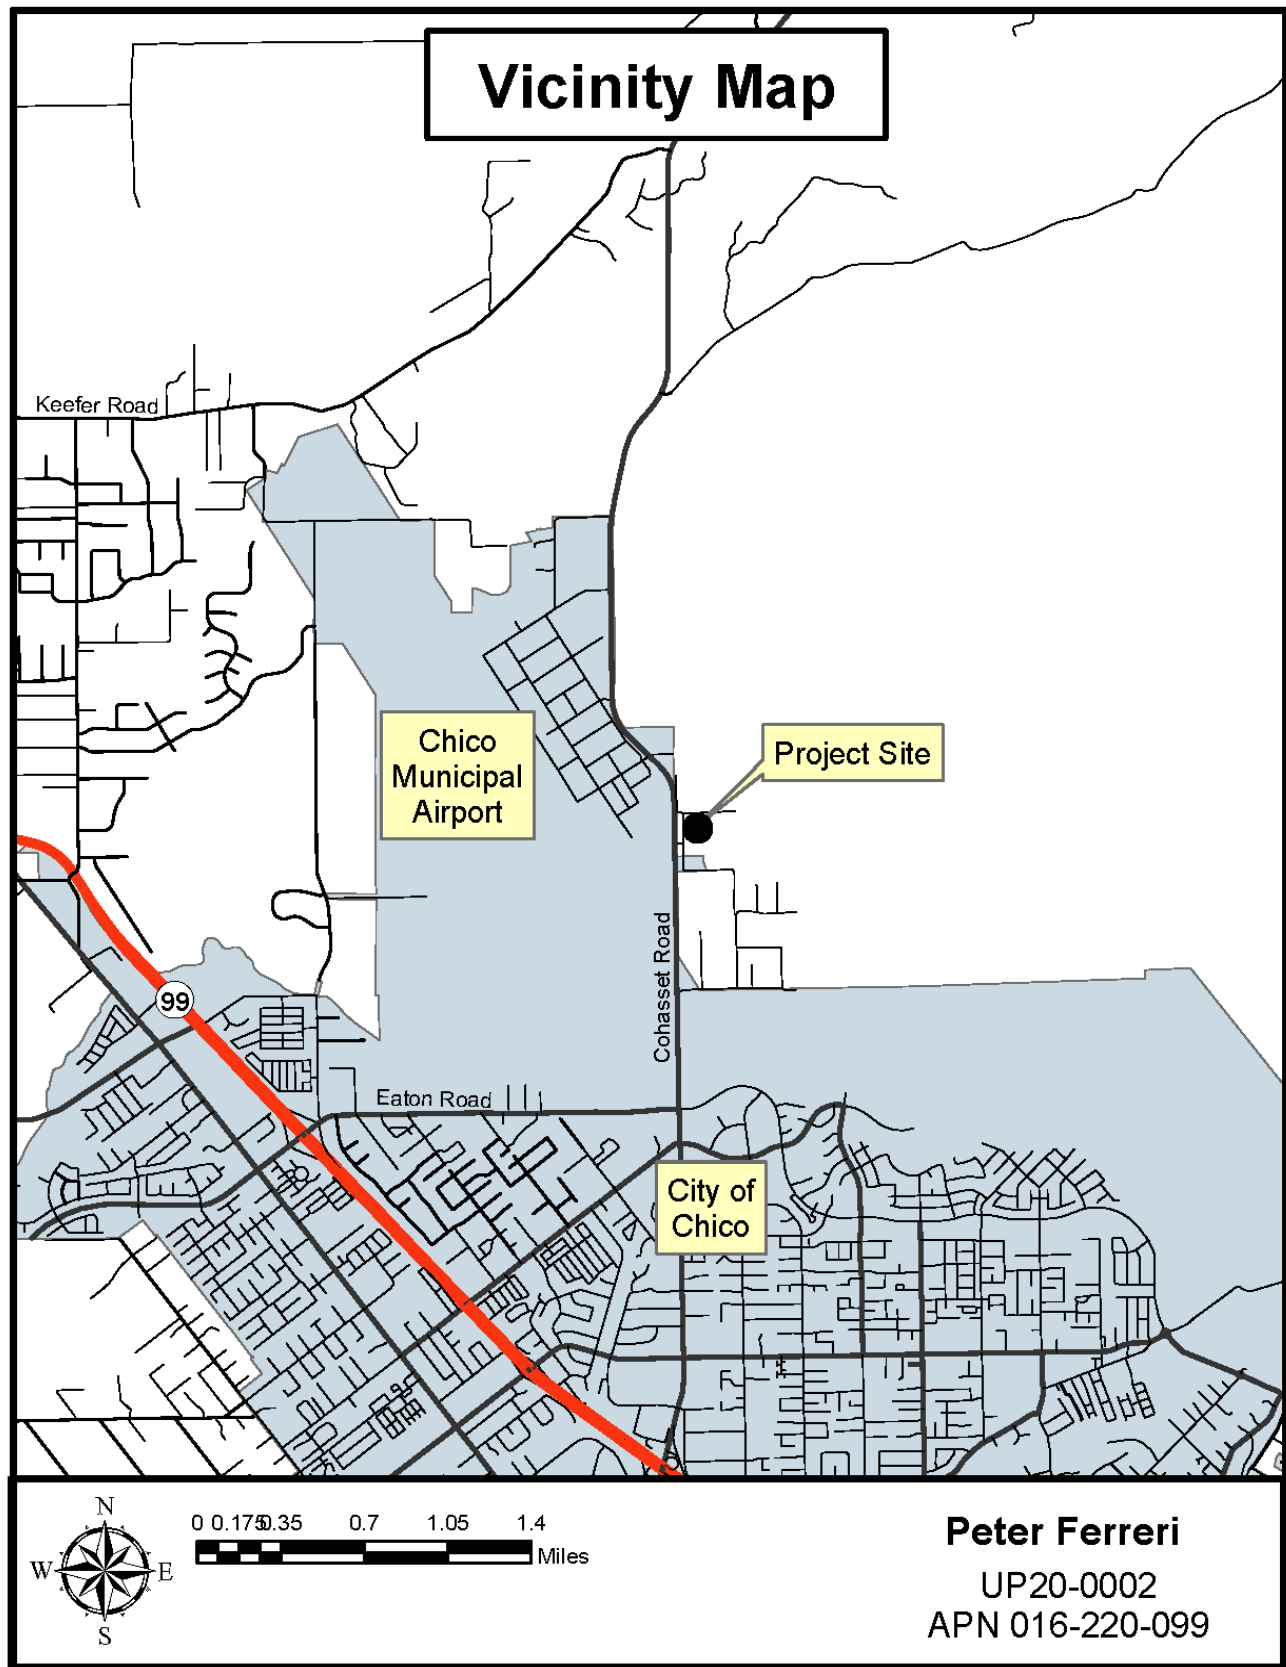 Vicinity Map
Keefer Road
Chico
Municipal
Airport
Project Site
Cohasset Road
99
Eaton Road
City of
Chico
N
W E
S
0 0.175 0.35 0.7 1.05 1.4
Miles
Peter Ferreri
UP20-0002
APN 016-220-099